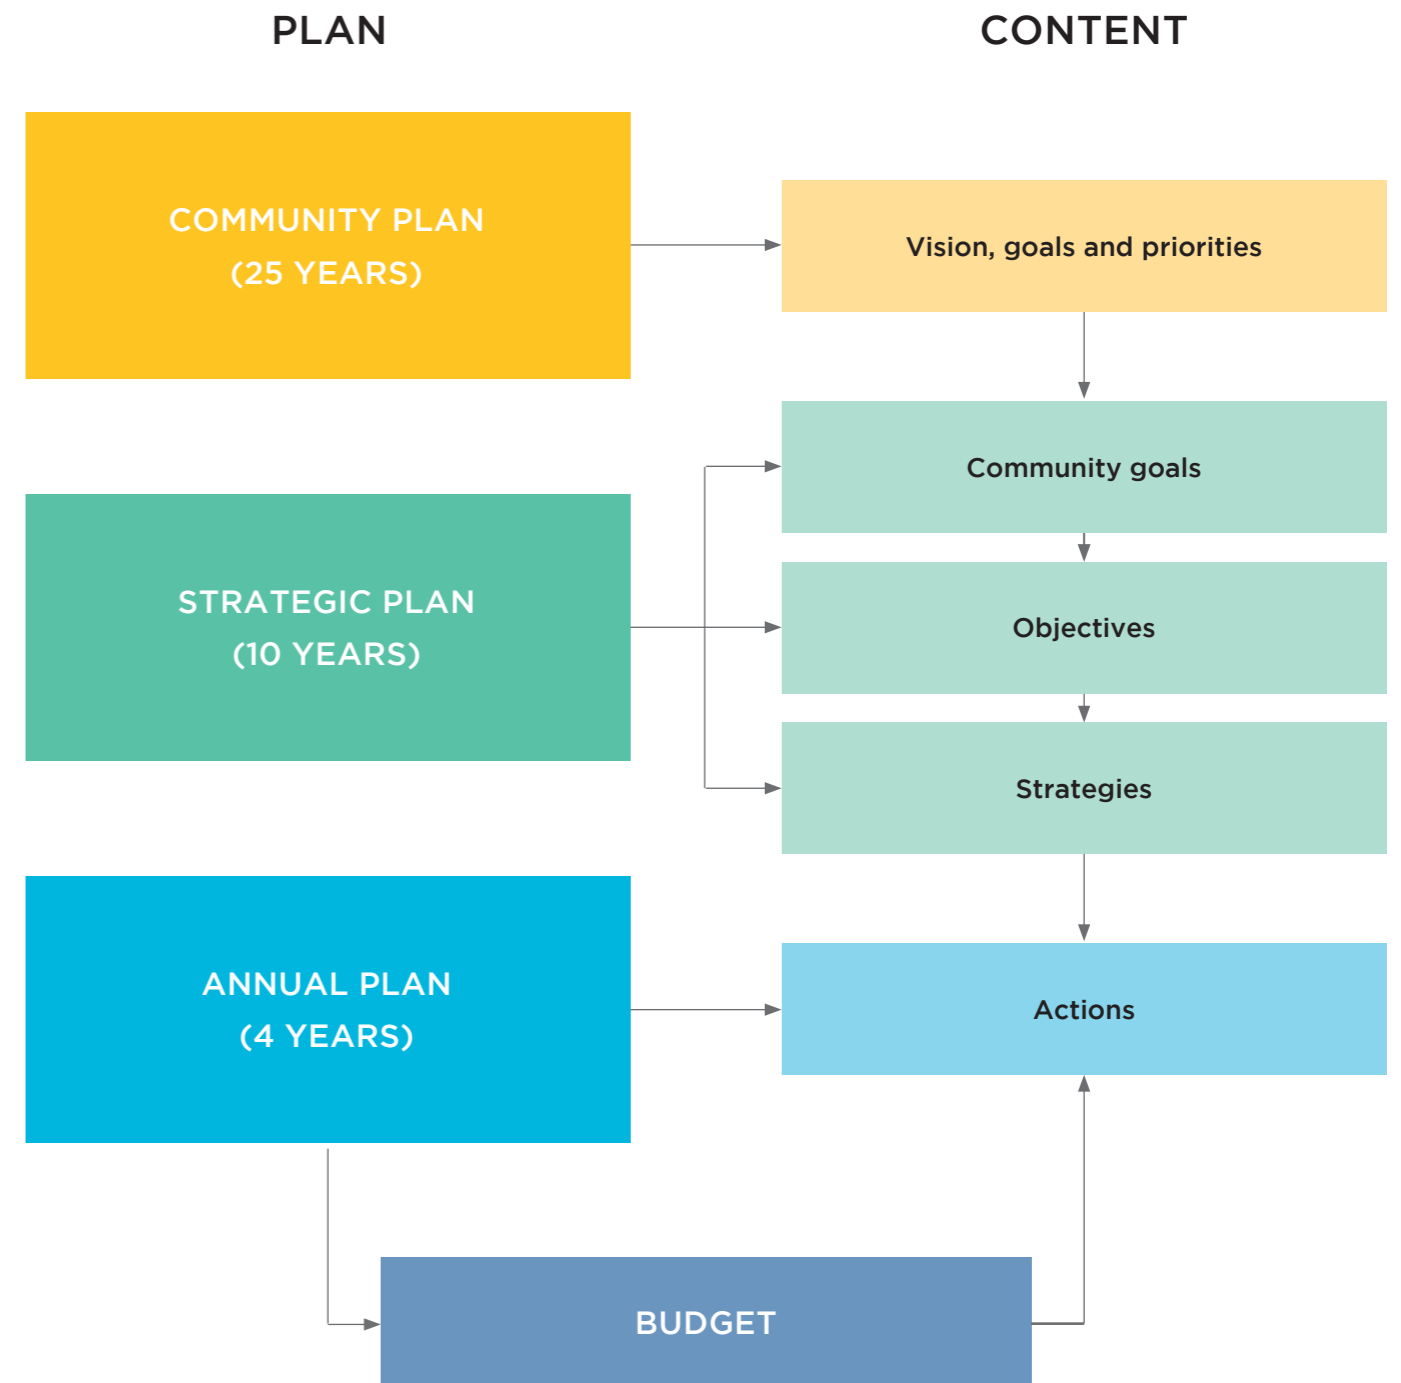 PLAN
CONTENT
COMMUNITY PLAN
(25 YEARS)
Vision, goals and priorities
Community goals
STRATEGIC PLAN
(10 YEARS)
Objectives
Strategies
ANNUAL PLAN
(4 YEARS)
Actions
BUDGET